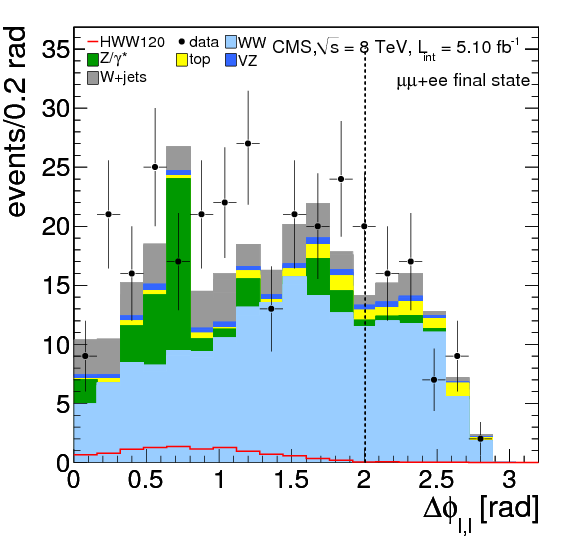 HWW120 data WW CMS,√s = 8 TeV, L_int = 5.10 fb⁻¹
Z/γ* top VZ
W+jets μμ+ee final state
events/0.2 rad
35
30
25
20
15
10
5
0
0 0.5 1 1.5 2 2.5 3
Δϕ_l,l [rad]